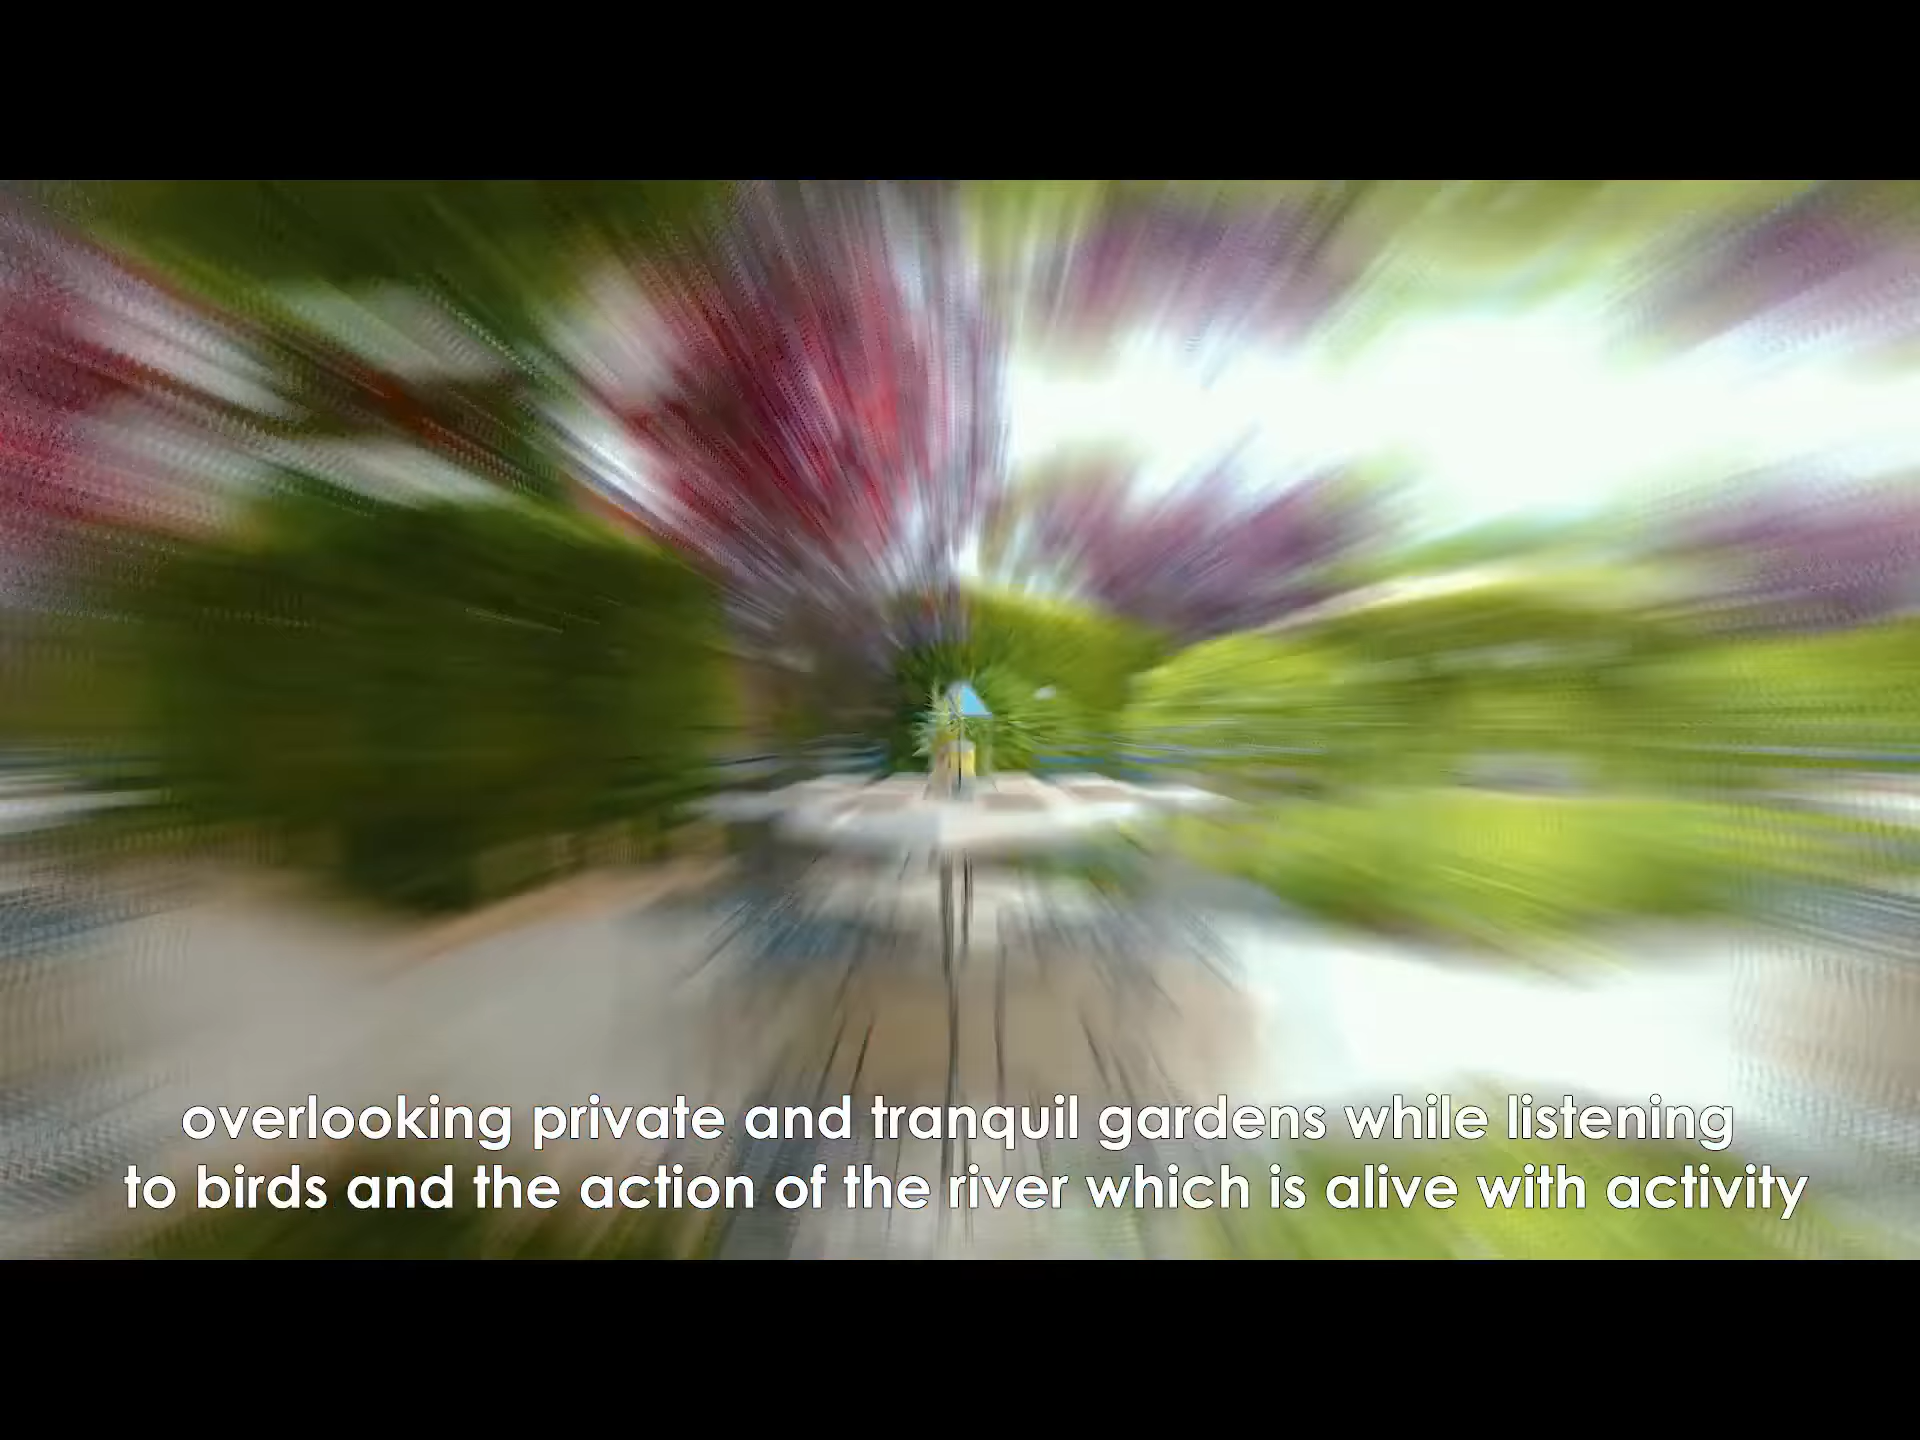 overlooking private and tranquil gardens while listening
to birds and the action of the river which is alive with activity